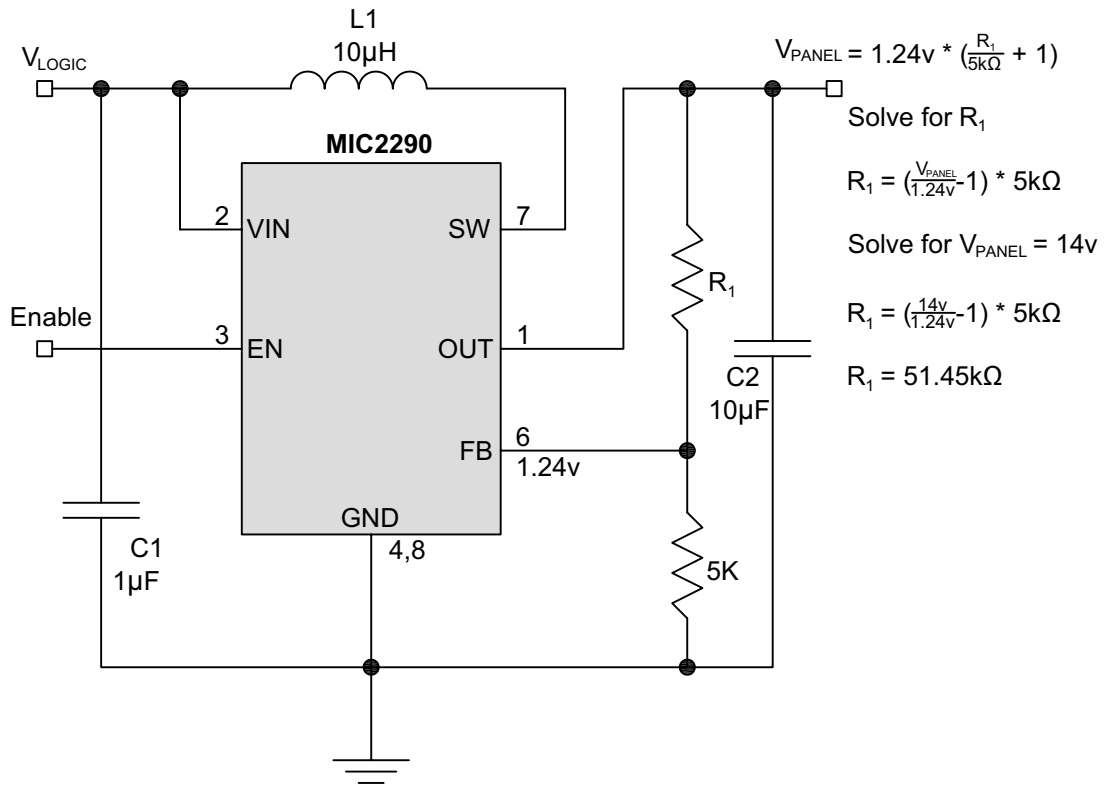 L1
10µH
V_LOGIC
V_PANEL = 1.24v * (R₁/5kΩ + 1)
Solve for R₁
MIC2290
R₁ = (V_PANEL/1.24v-1) * 5kΩ
2
VIN
SW
7
Solve for V_PANEL = 14v
R₁
Enable
R₁ = (14v/1.24v-1) * 5kΩ
3
EN
OUT
1
C2
10µF
R₁ = 51.45kΩ
FB
6
1.24v
GND
4,8
C1
1µF
5K